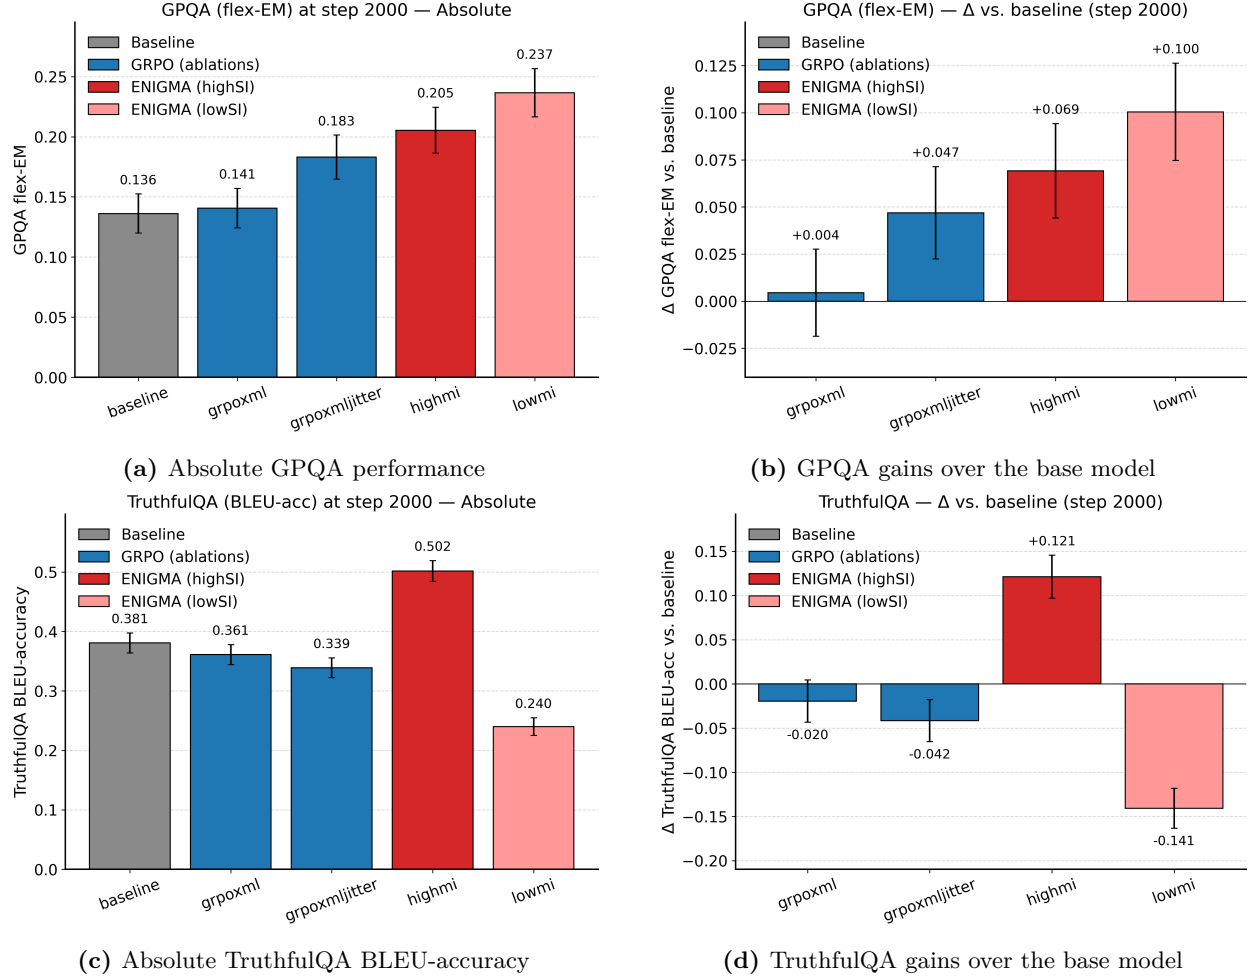 GPQA (flex-EM) at step 2000 — Absolute
Baseline
GRPO (ablations)
ENIGMA (highSI)
ENIGMA (lowSI)
GPQA flex-EM
0.25
0.20
0.15
0.10
0.05
0.00
0.136
0.141
0.183
0.205
0.237
baseline
grpoxml
grpoxmljitter
highmi
lowmi
(a) Absolute GPQA performance
GPQA (flex-EM) — Δ vs. baseline (step 2000)
Baseline
GRPO (ablations)
ENIGMA (highSI)
ENIGMA (lowSI)
Δ GPQA flex-EM vs. baseline
0.125
0.100
0.075
0.050
0.025
0.000
−0.025
+0.004
+0.047
+0.069
+0.100
grpoxml
grpoxmljitter
highmi
lowmi
(b) GPQA gains over the base model
TruthfulQA (BLEU-acc) at step 2000 — Absolute
Baseline
GRPO (ablations)
ENIGMA (highSI)
ENIGMA (lowSI)
TruthfulQA BLEU-accuracy
0.5
0.4
0.3
0.2
0.1
0.0
0.381
0.361
0.339
0.502
0.240
baseline
grpoxml
grpoxmljitter
highmi
lowmi
(c) Absolute TruthfulQA BLEU-accuracy
TruthfulQA — Δ vs. baseline (step 2000)
Baseline
GRPO (ablations)
ENIGMA (highSI)
ENIGMA (lowSI)
Δ TruthfulQA BLEU-acc vs. baseline
0.15
0.10
0.05
0.00
−0.05
−0.10
−0.15
−0.20
-0.020
-0.042
+0.121
-0.141
grpoxml
grpoxmljitter
highmi
lowmi
(d) TruthfulQA gains over the base model